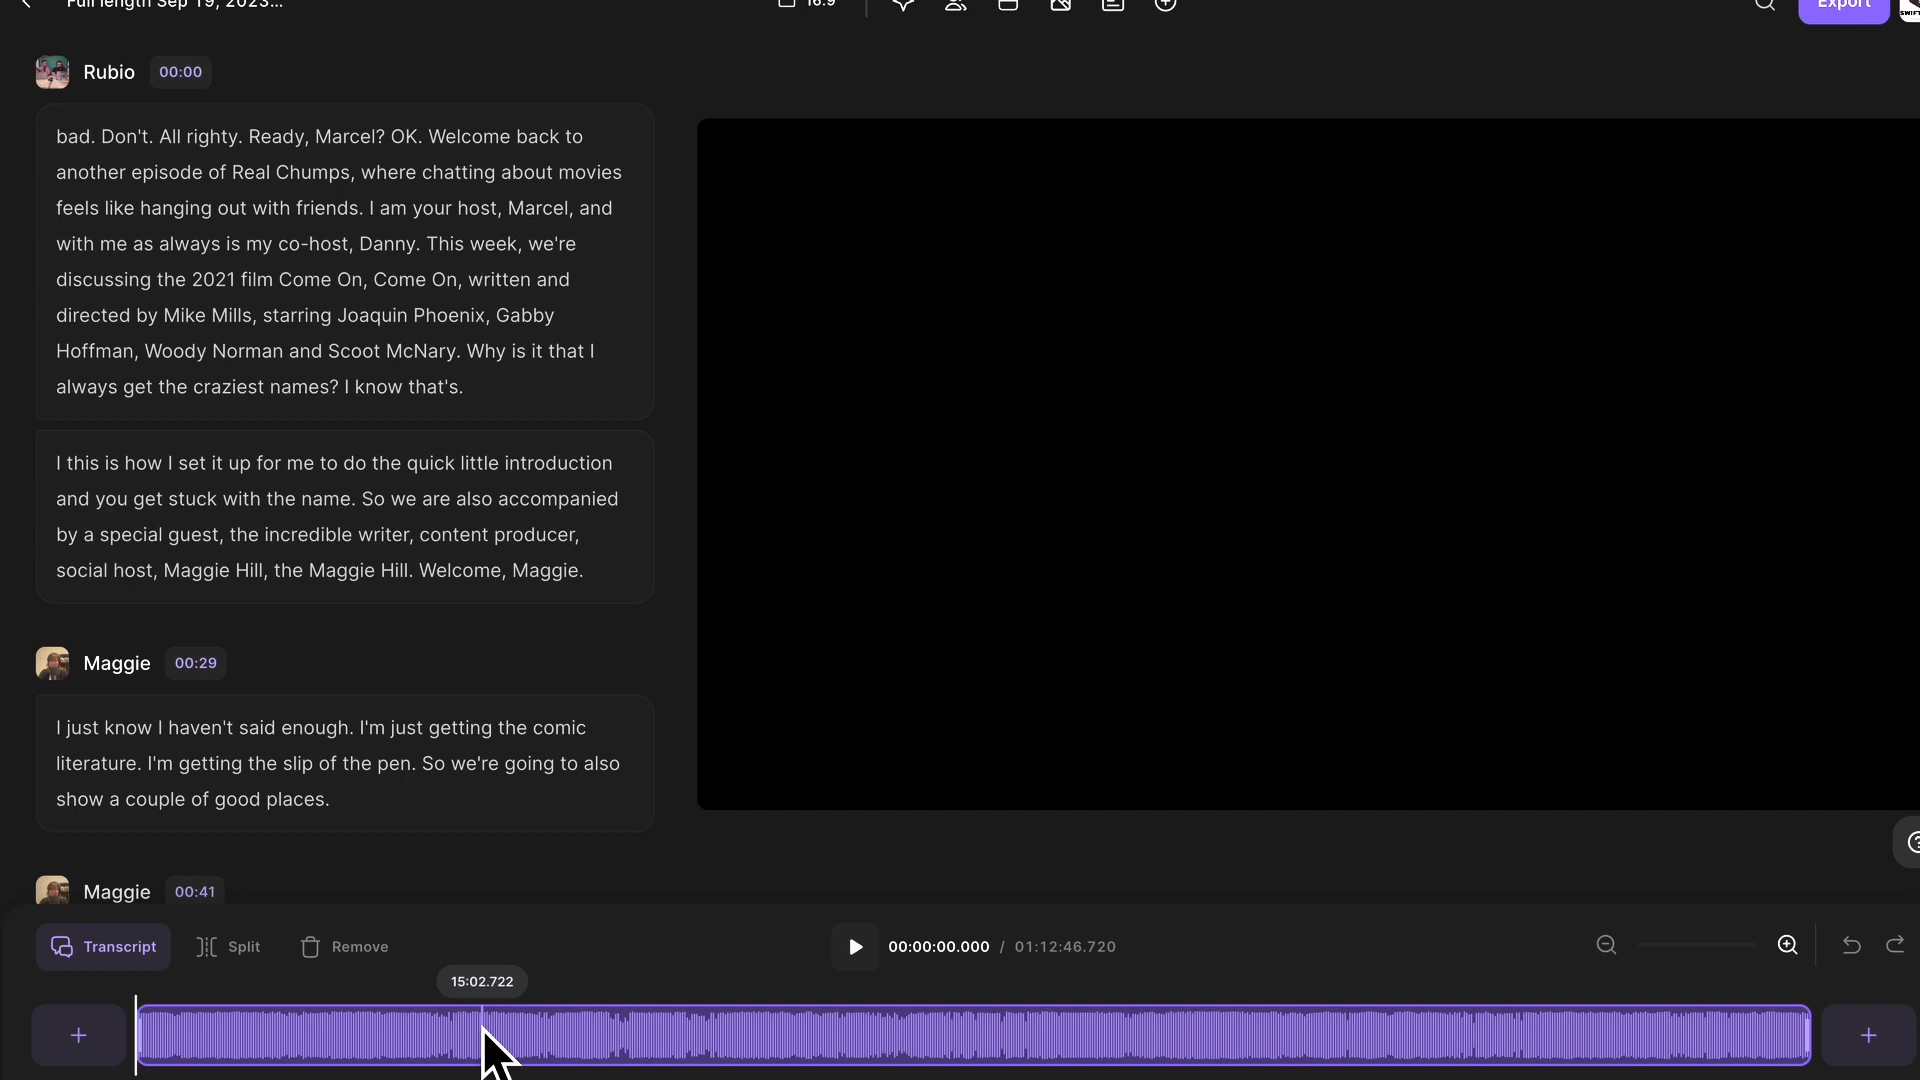 Full length Sep 19, 2023...
16:9
Export
SWIFT
Rubio 00:00
bad. Don't. All righty. Ready, Marcel? OK. Welcome back to
another episode of Real Chumps, where chatting about movies
feels like hanging out with friends. I am your host, Marcel, and
with me as always is my co-host, Danny. This week, we're
discussing the 2021 film Come On, Come On, written and
directed by Mike Mills, starring Joaquin Phoenix, Gabby
Hoffman, Woody Norman and Scoot McNary. Why is it that I
always get the craziest names? I know that's.
I this is how I set it up for me to do the quick little introduction
and you get stuck with the name. So we are also accompanied
by a special guest, the incredible writer, content producer,
social host, Maggie Hill, the Maggie Hill. Welcome, Maggie.
Maggie 00:29
I just know I haven't said enough. I'm just getting the comic
literature. I'm getting the slip of the pen. So we're going to also
show a couple of good places.
Maggie 00:41
Transcript Split Remove 00:00:00.000 / 01:12:46.720
15:02.722